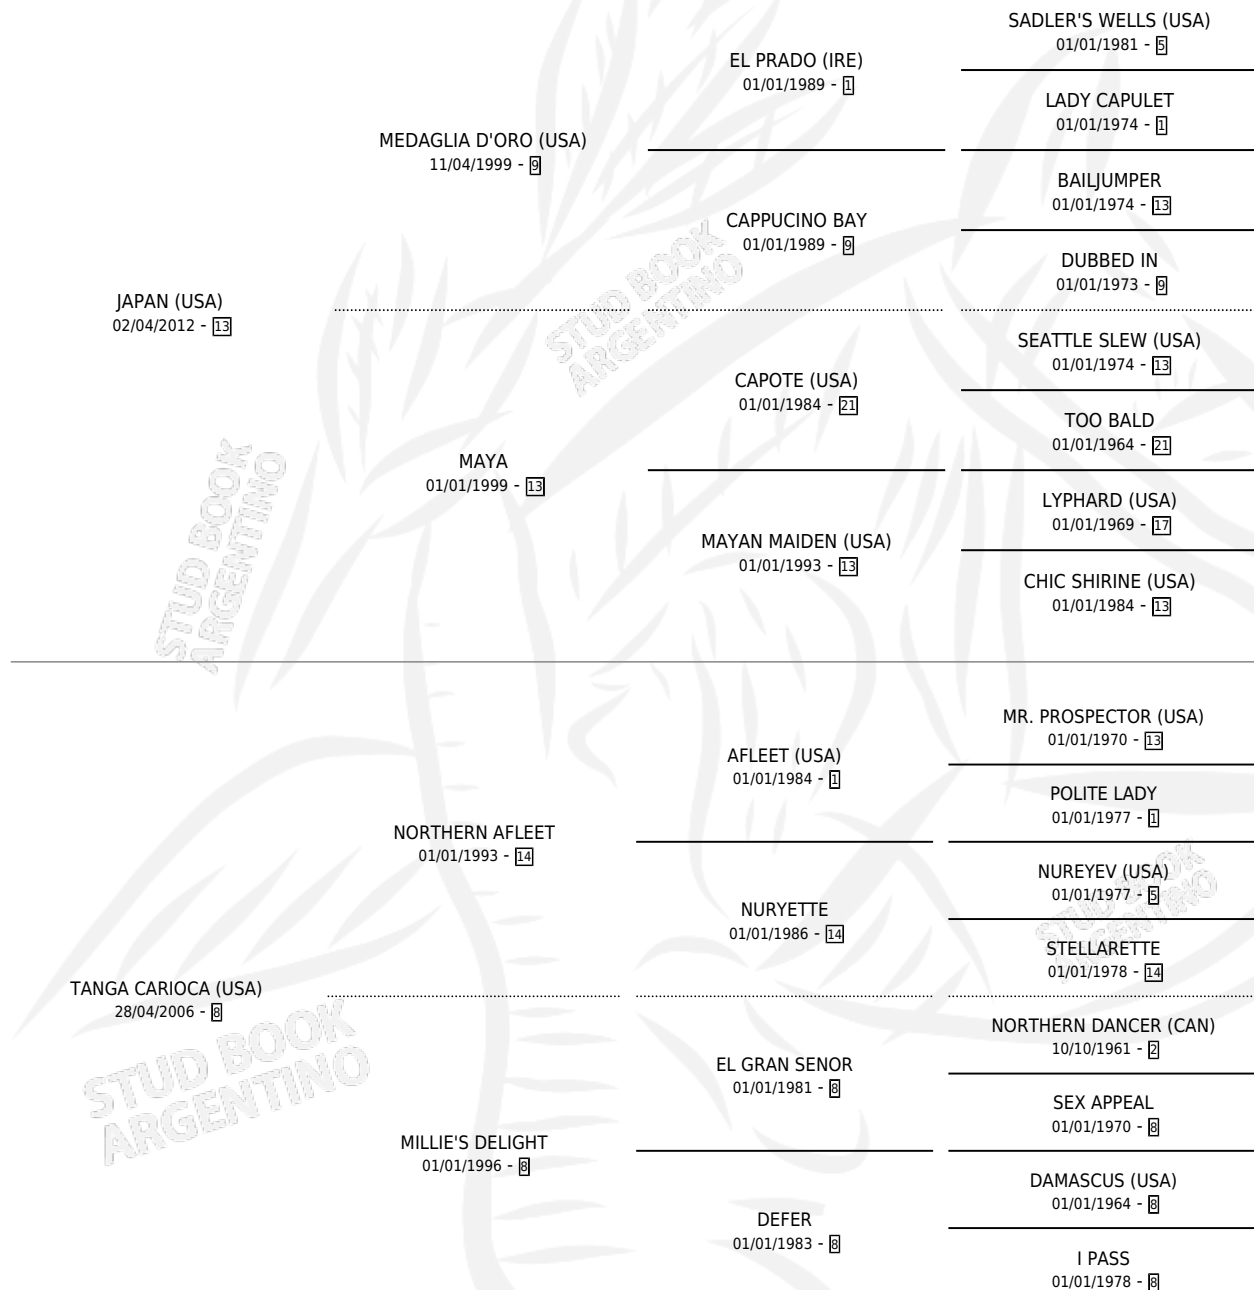 SADLER'S WELLS (USA)
01/01/1981 - 5
EL PRADO (IRE)
01/01/1989 - 1
LADY CAPULET
01/01/1974 - 1
MEDAGLIA D'ORO (USA)
11/04/1999 - 9
BAILJUMPER
01/01/1974 - 13
CAPPUCINO BAY
01/01/1989 - 9
DUBBED IN
01/01/1973 - 9
JAPAN (USA)
02/04/2012 - 13
SEATTLE SLEW (USA)
01/01/1974 - 13
CAPOTE (USA)
01/01/1984 - 21
TOO BALD
01/01/1964 - 21
MAYA
01/01/1999 - 13
LYPHARD (USA)
01/01/1969 - 17
MAYAN MAIDEN (USA)
01/01/1993 - 13
CHIC SHIRINE (USA)
01/01/1984 - 13
MR. PROSPECTOR (USA)
01/01/1970 - 13
AFLEET (USA)
01/01/1984 - 1
POLITE LADY
01/01/1977 - 1
NORTHERN AFLEET
01/01/1993 - 14
NUREYEV (USA)
01/01/1977 - 5
NURYETTE
01/01/1986 - 14
STELLARETTE
01/01/1978 - 14
TANGA CARIOCA (USA)
28/04/2006 - 8
NORTHERN DANCER (CAN)
10/10/1961 - 2
EL GRAN SENOR
01/01/1981 - 8
SEX APPEAL
01/01/1970 - 8
MILLIE'S DELIGHT
01/01/1996 - 8
DAMASCUS (USA)
01/01/1964 - 8
DEFER
01/01/1983 - 8
I PASS
01/01/1978 - 8
STUD BOOK
ARGENTINO
STUD BOOK
ARGENTINO
STUD BOOK
ARGENTINO
STUD BOOK
ARGENTINO